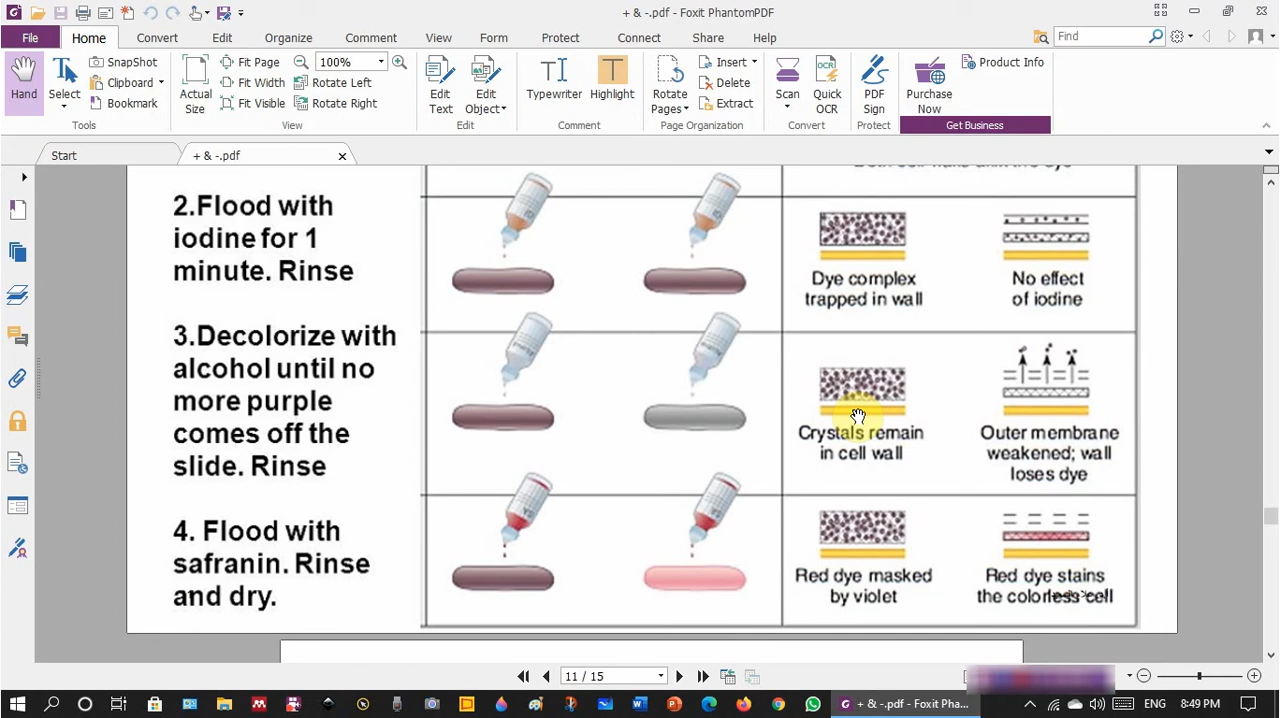 + & -.pdf - Foxit PhantomPDF
File Home Convert Edit Organize Comment View Form Protect Connect Share Help Find
Hand
Select
SnapShot
Clipboard
Bookmark
Tools
Actual
Size
Fit Page
Fit Width
Fit Visible
100%
Rotate Left
Rotate Right
View
Edit
Text
Edit
Object
Edit
Typewriter
Highlight
Comment
Rotate
Pages
Insert
Delete
Extract
Page Organization
Scan
Quick
OCR
Convert
PDF
Sign
Protect
Purchase
Now
Product Info
Get Business
Start + & -.pdf
2.Flood with
iodine for 1
minute. Rinse
Dye complex
trapped in wall
No effect
of iodine
3.Decolorize with
alcohol until no
more purple
comes off the
slide. Rinse
Crystals remain
in cell wall
Outer membrane
weakened; wall
loses dye
4. Flood with
safranin. Rinse
and dry.
Red dye masked
by violet
Red dye stains
the colorless cell
11 / 15
+ & -.pdf - Foxit Pha...
ENG
8:49 PM